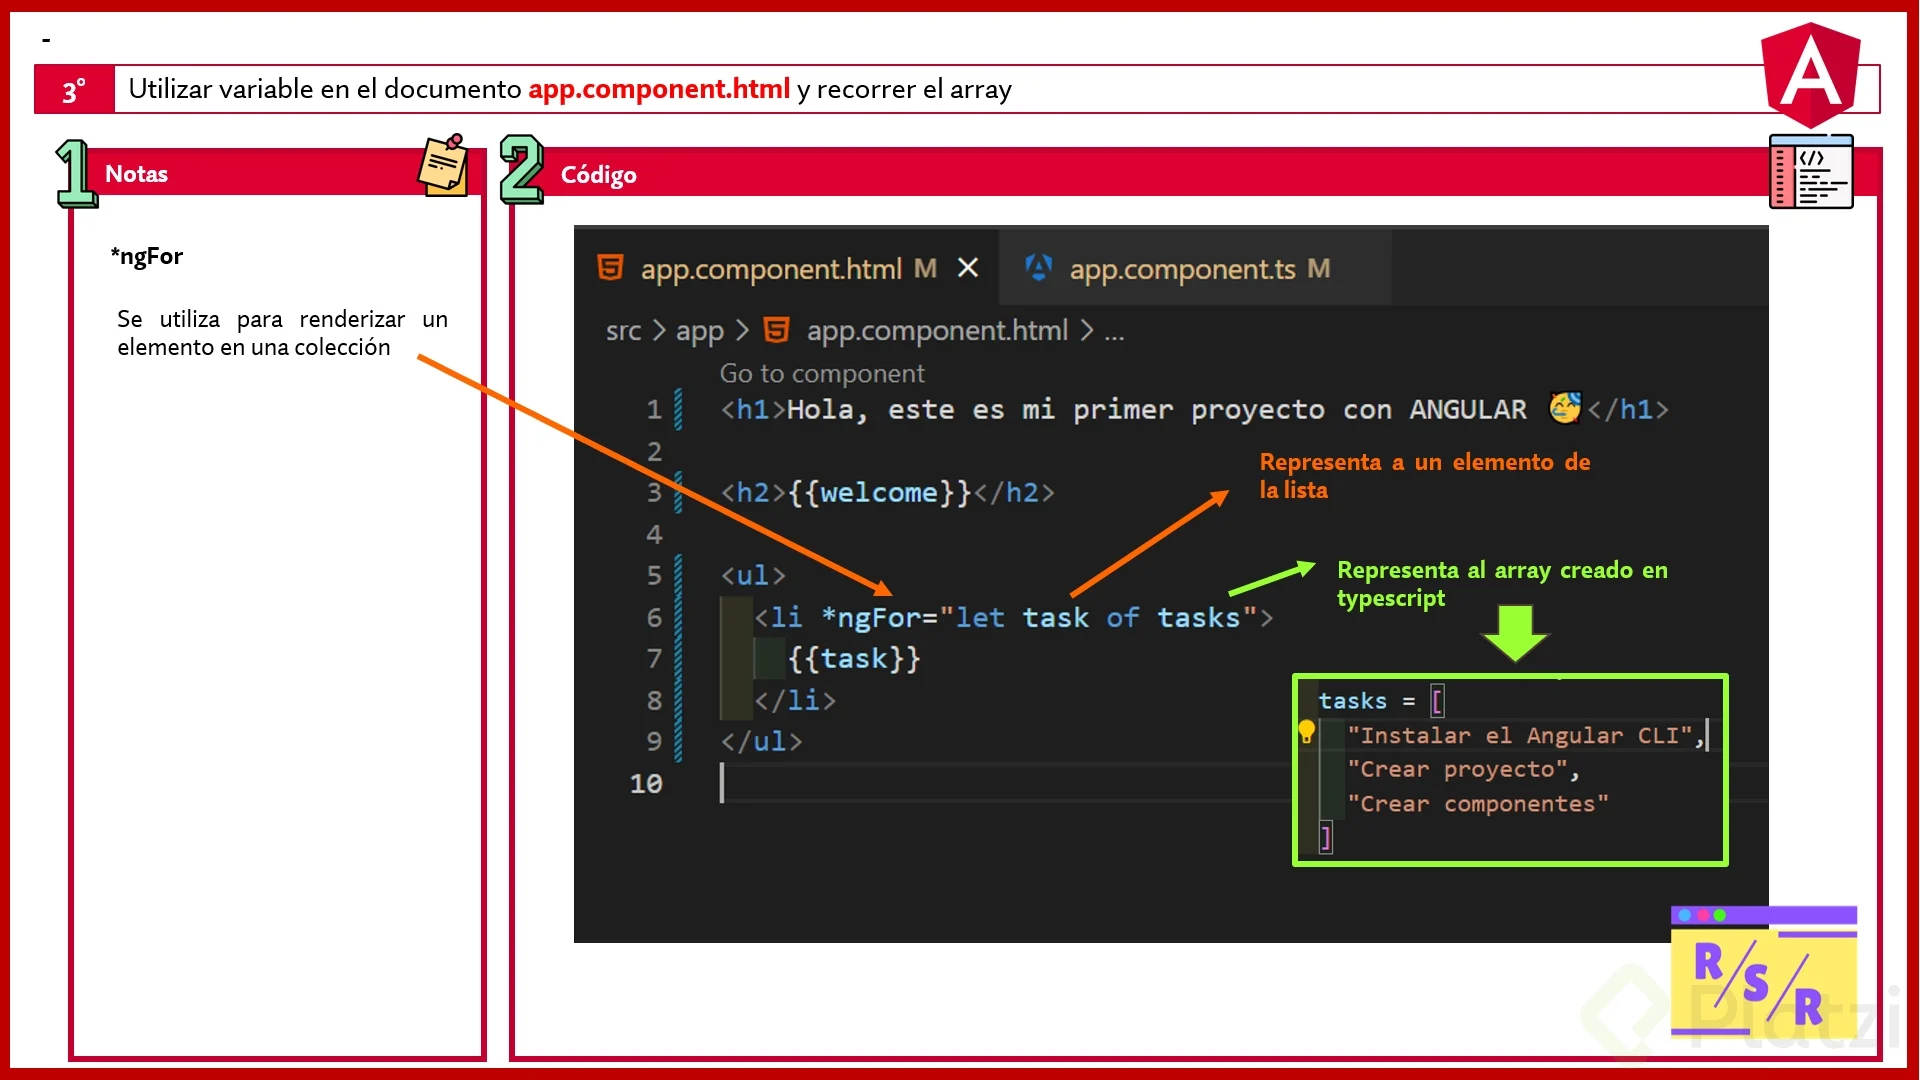 -
3° Utilizar variable en el documento app.component.html y recorrer el array
1 Notas
*ngFor
Se utiliza para renderizar un
elemento en una colección
2 Código
app.component.html M ×
app.component.ts M
src > app > app.component.html > ...
Go to component
1 <h1>Hola, este es mi primer proyecto con ANGULAR 🥳</h1>
2
3 <h2>{{welcome}}</h2>
4
5 <ul>
6 <li *ngFor="let task of tasks">
7 {{task}}
8 </li>
9 </ul>
10
Representa a un elemento de
la lista
Representa al array creado en
typescript
tasks = [
"Instalar el Angular CLI",
"Crear proyecto",
"Crear componentes"
]
R/S/R
Platzi